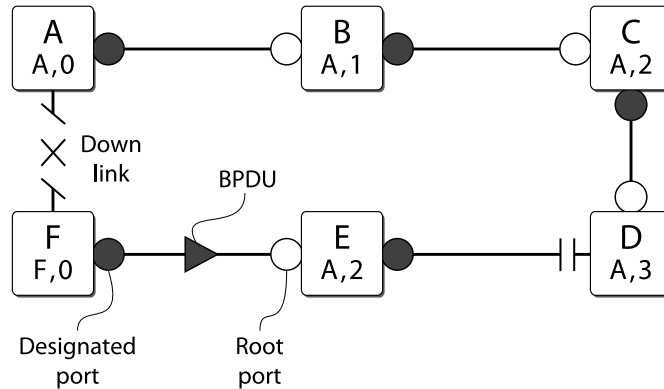 A
A,0
B
A,1
C
A,2
Down
link
BPDU
F
F,0
E
A,2
D
A,3
Designated
port
Root
port